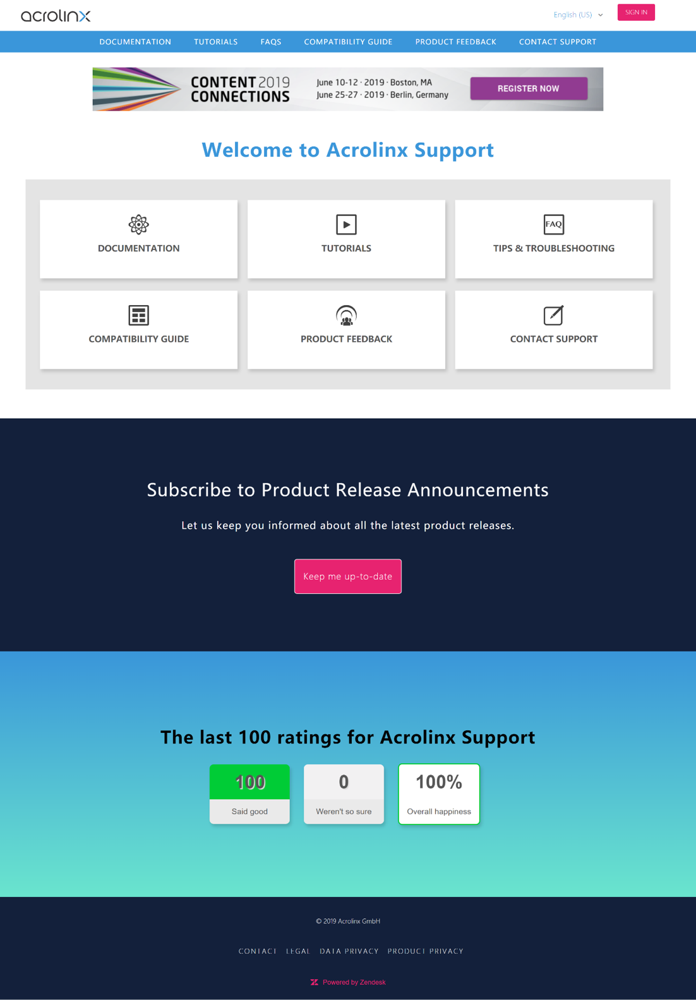 acrolinx
English (US)
SIGN IN
DOCUMENTATION TUTORIALS FAQS COMPATIBILITY GUIDE PRODUCT FEEDBACK CONTACT SUPPORT
CONTENT 2019
CONNECTIONS
June 10-12 · 2019 · Boston, MA
June 25-27 · 2019 · Berlin, Germany
REGISTER NOW
Welcome to Acrolinx Support
DOCUMENTATION
TUTORIALS
FAQ
TIPS & TROUBLESHOOTING
COMPATIBILITY GUIDE
PRODUCT FEEDBACK
CONTACT SUPPORT
Subscribe to Product Release Announcements
Let us keep you informed about all the latest product releases.
Keep me up-to-date
The last 100 ratings for Acrolinx Support
100
Said good
0
Weren't so sure
100%
Overall happiness
© 2019 Acrolinx GmbH
CONTACT LEGAL DATA PRIVACY PRODUCT PRIVACY
Powered by Zendesk